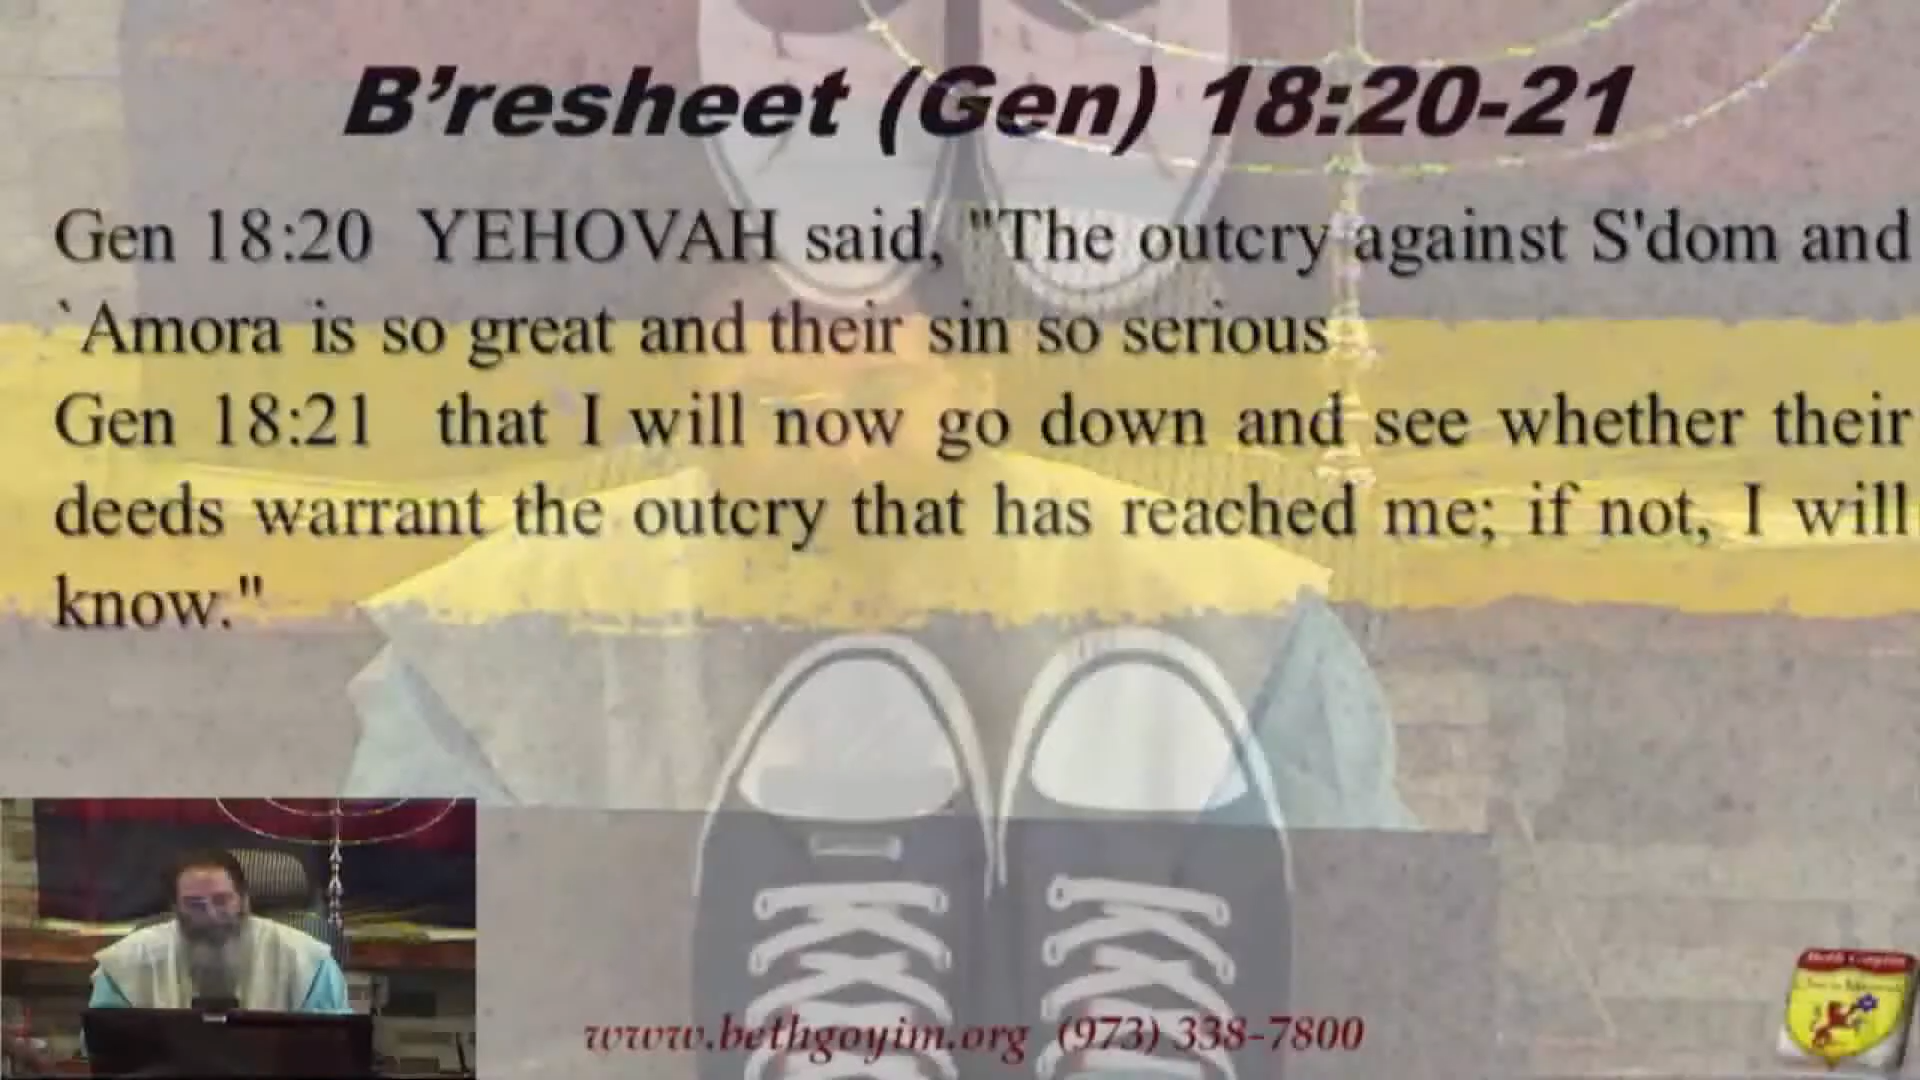 B’resheet (Gen) 18:20-21
Gen 18:20 YEHOVAH said, "The outcry against S'dom and
`Amora is so great and their sin so serious
Gen 18:21 that I will now go down and see whether their
deeds warrant the outcry that has reached me; if not, I will
know."
www.bethgoyim.org (973) 338-7800